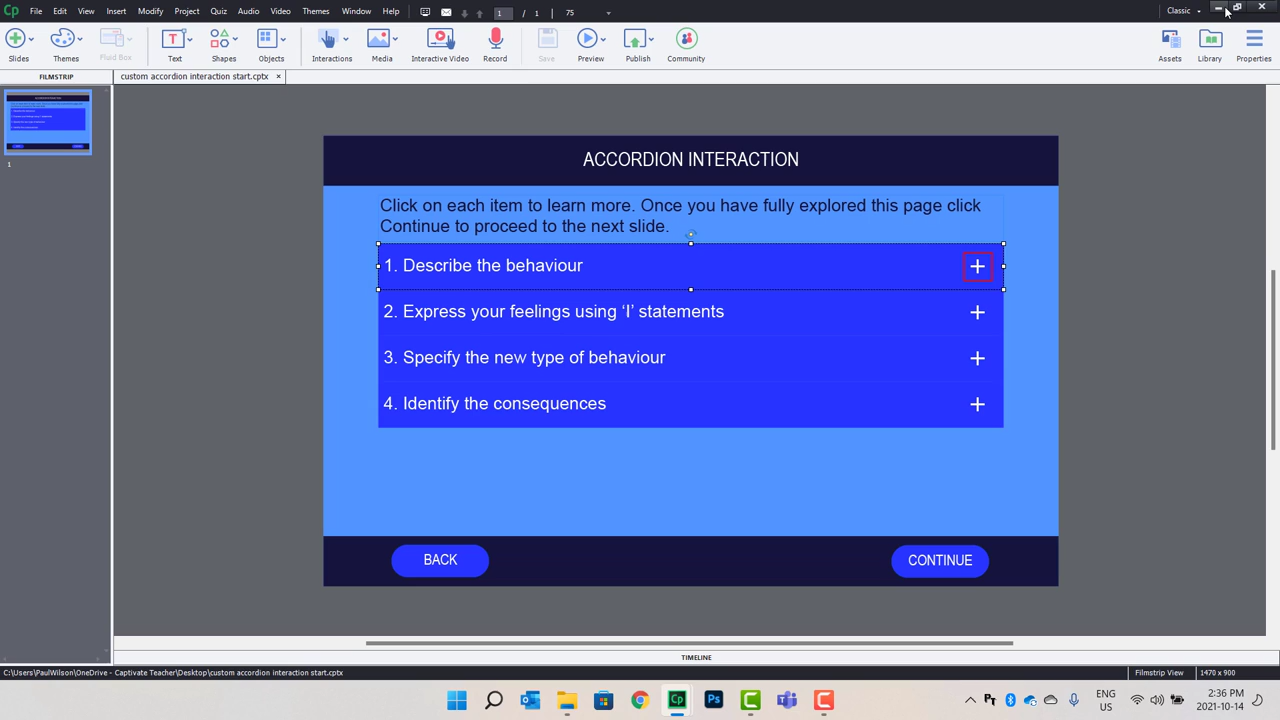 Cp File Edit View Insert Modify Project Quiz Audio Video Themes Window Help 1 / 1 75 Classic
Slides Themes Fluid Box Text Shapes Objects Interactions Media Interactive Video Record Save Preview Publish Community Assets Library Properties
FILMSTRIP custom accordion interaction start.cptx ×
1
ACCORDION INTERACTION
Click on each item to learn more. Once you have fully explored this page click
Continue to proceed to the next slide.
1. Describe the behaviour +
2. Express your feelings using ‘I’ statements +
3. Specify the new type of behaviour +
4. Identify the consequences +
BACK CONTINUE
TIMELINE
C:\Users\PaulWilson\OneDrive - Captivate Teacher\Desktop\custom accordion interaction start.cptx Filmstrip View 1470 x 900
ENG 2:36 PM
US 2021-10-14